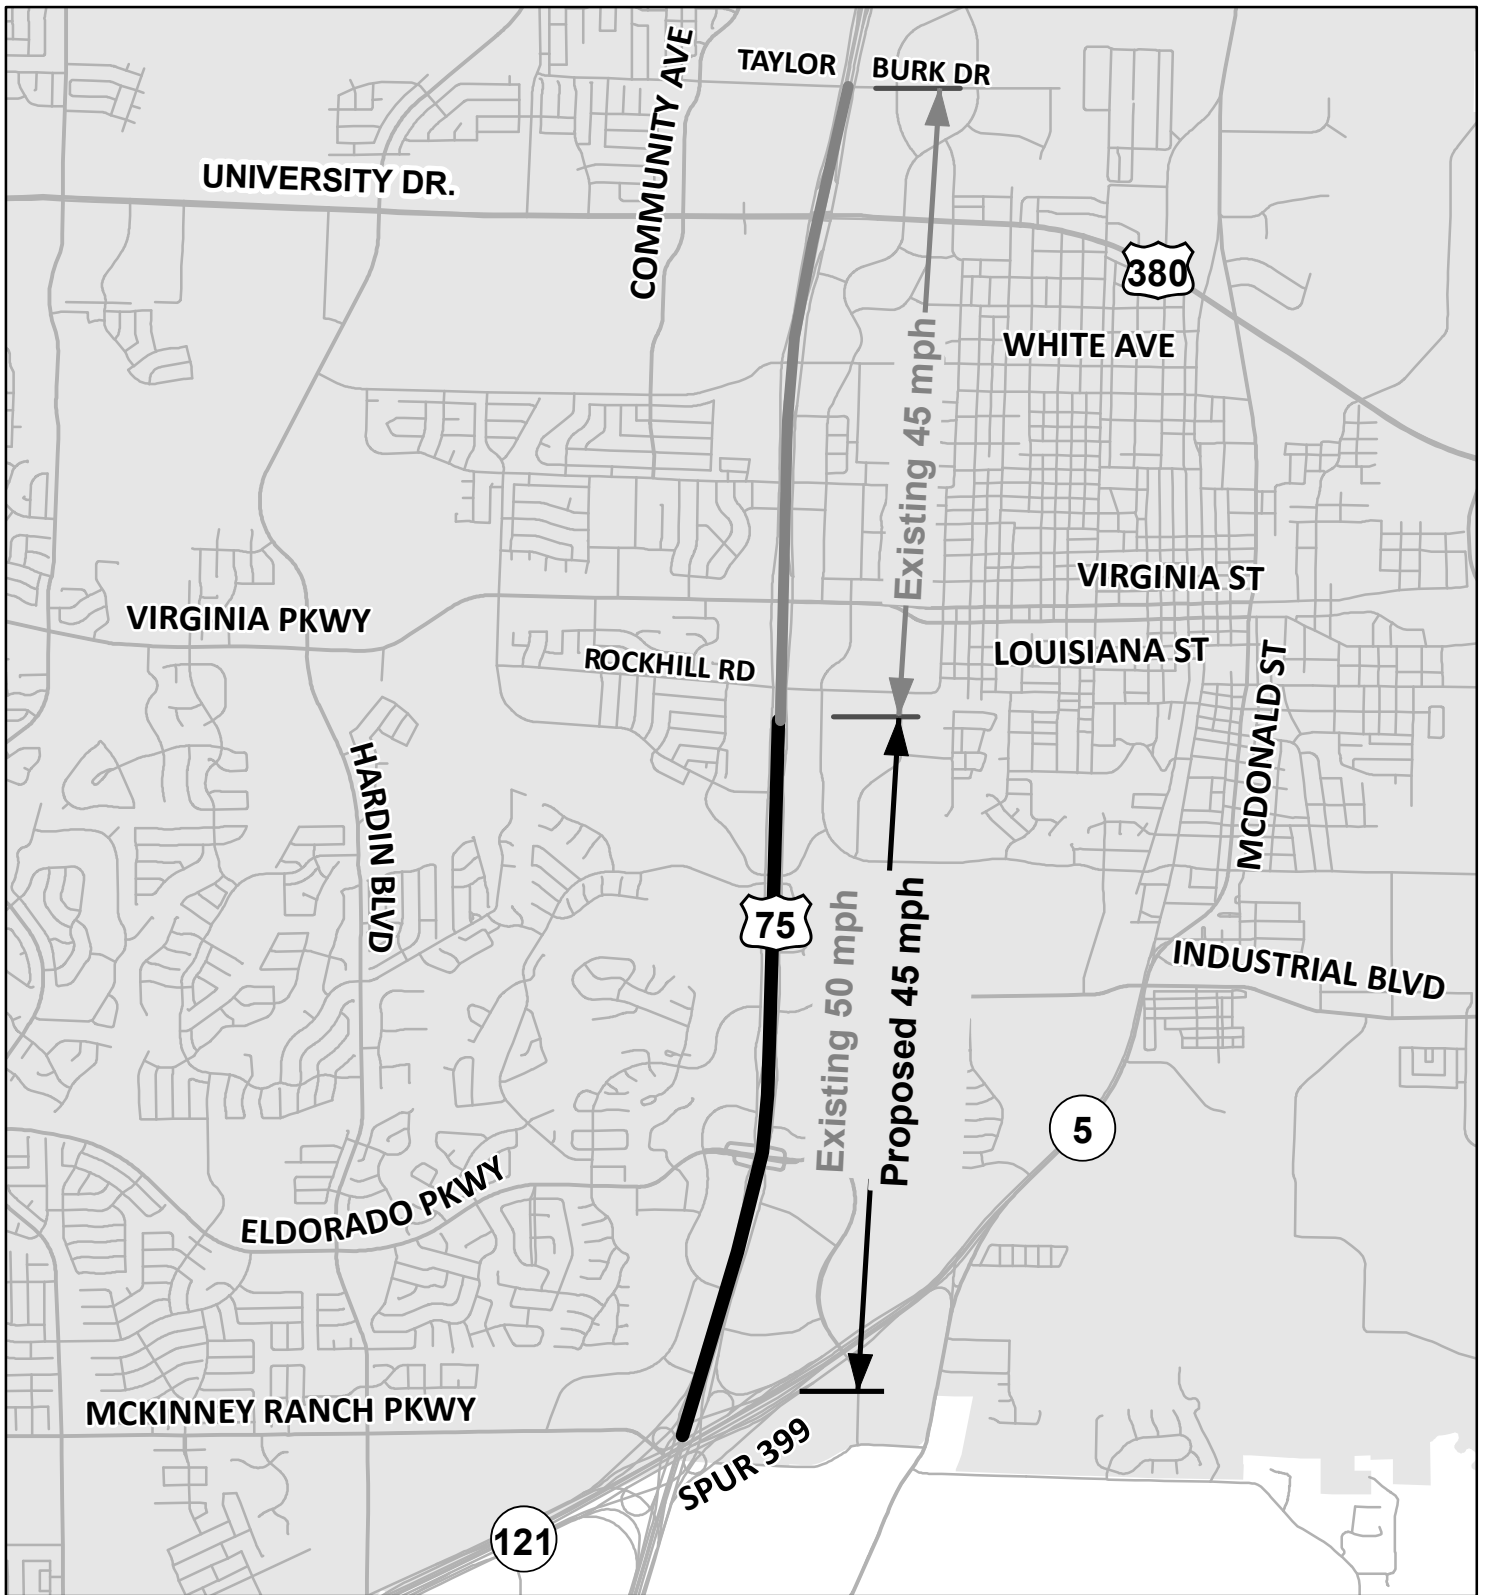 TAYLOR BURK DR
COMMUNITY AVE
UNIVERSITY DR.
380
WHITE AVE
Existing 45 mph
VIRGINIA ST
VIRGINIA PKWY
LOUISIANA ST
ROCKHILL RD
MCDONALD ST
HARDIN BLVD
75
Existing 50 mph
Proposed 45 mph
INDUSTRIAL BLVD
5
ELDORADO PKWY
MCKINNEY RANCH PKWY
SPUR 399
121